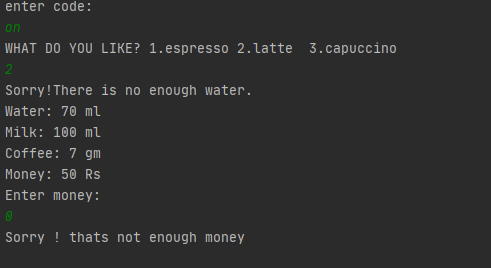 enter code:
on
WHAT DO YOU LIKE? 1.espresso 2.latte  3.capuccino
2
Sorry!There is no enough water.
Water: 70 ml
Milk: 100 ml
Coffee: 7 gm
Money: 50 Rs
Enter money:
0
Sorry ! thats not enough money